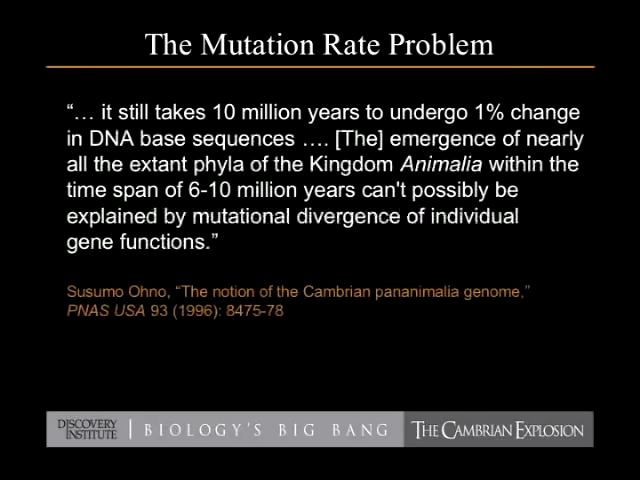 The Mutation Rate Problem
“… it still takes 10 million years to undergo 1% change
in DNA base sequences …. [The] emergence of nearly
all the extant phyla of the Kingdom Animalia within the
time span of 6-10 million years can't possibly be
explained by mutational divergence of individual
gene functions.”
Susumo Ohno, “The notion of the Cambrian pananimalia genome,”
PNAS USA 93 (1996): 8475-78
DISCOVERY
INSTITUTE
BIOLOGY'S BIG BANG
THE CAMBRIAN EXPLOSION